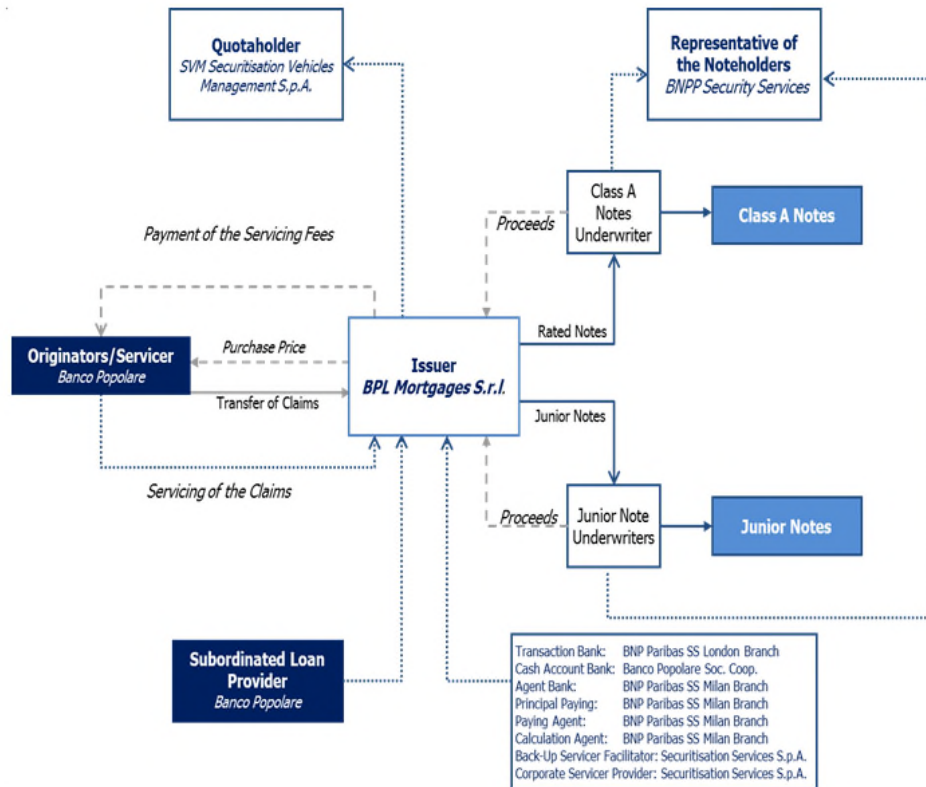 Quotaholder
SVM Securitisation Vehicles
Management S.p.A.
Representative of
the Noteholders
BNPP Security Services
Class A
Notes
Underwriter
Class A Notes
Proceeds
Payment of the Servicing Fees
Rated Notes
Originators/Servicer
Banco Popolare
Purchase Price
Transfer of Claims
Issuer
BPL Mortgages S.r.l.
Junior Notes
Servicing of the Claims
Proceeds
Junior Note
Underwriters
Junior Notes
Subordinated Loan
Provider
Banco Popolare
Transaction Bank: BNP Paribas SS London Branch
Cash Account Bank: Banco Popolare Soc. Coop.
Agent Bank: BNP Paribas SS Milan Branch
Principal Paying: BNP Paribas SS Milan Branch
Paying Agent: BNP Paribas SS Milan Branch
Calculation Agent: BNP Paribas SS Milan Branch
Back-Up Servicer Facilitator: Securitisation Services S.p.A.
Corporate Servicer Provider: Securitisation Services S.p.A.